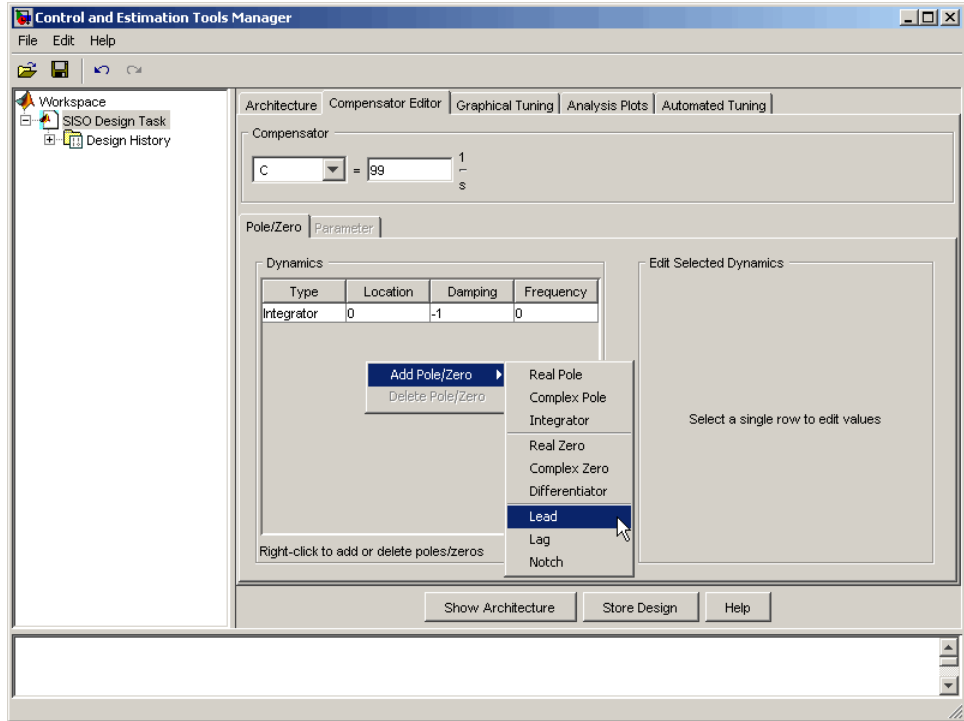 Control and Estimation Tools Manager
File Edit Help
Workspace
SISO Design Task
Design History
Architecture Compensator Editor Graphical Tuning Analysis Plots Automated Tuning
Compensator
C = 99 1
s
Pole/Zero Parameter
Dynamics
Type Location Damping Frequency
Integrator 0 -1 0
Add Pole/Zero
Delete Pole/Zero
Real Pole
Complex Pole
Integrator
Real Zero
Complex Zero
Differentiator
Lead
Lag
Notch
Right-click to add or delete poles/zeros
Edit Selected Dynamics
Select a single row to edit values
Show Architecture Store Design Help